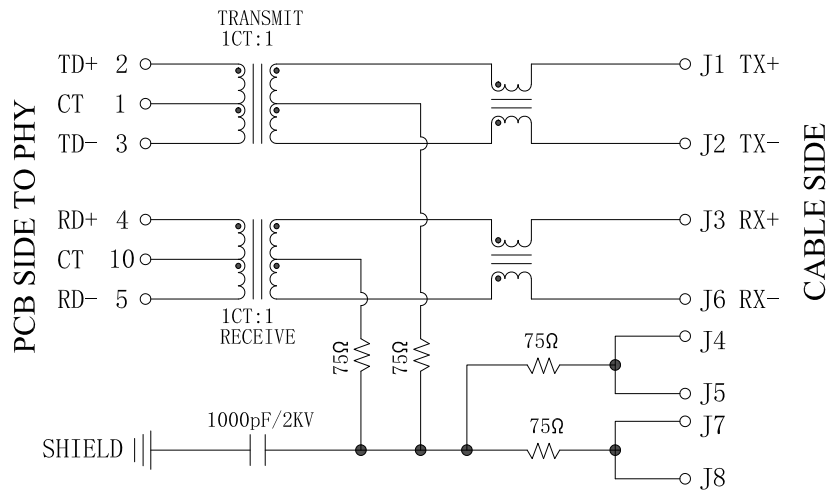 TRANSMIT
1CT:1
TD+ 2
CT 1
TD- 3
J1 TX+
J2 TX-
PCB SIDE TO PHY
CABLE SIDE
RD+ 4
CT 10
RD- 5
J3 RX+
J6 RX-
1CT:1
RECEIVE
75Ω
75Ω
75Ω
J4
J5
1000pF/2KV
75Ω
J7
SHIELD
J8